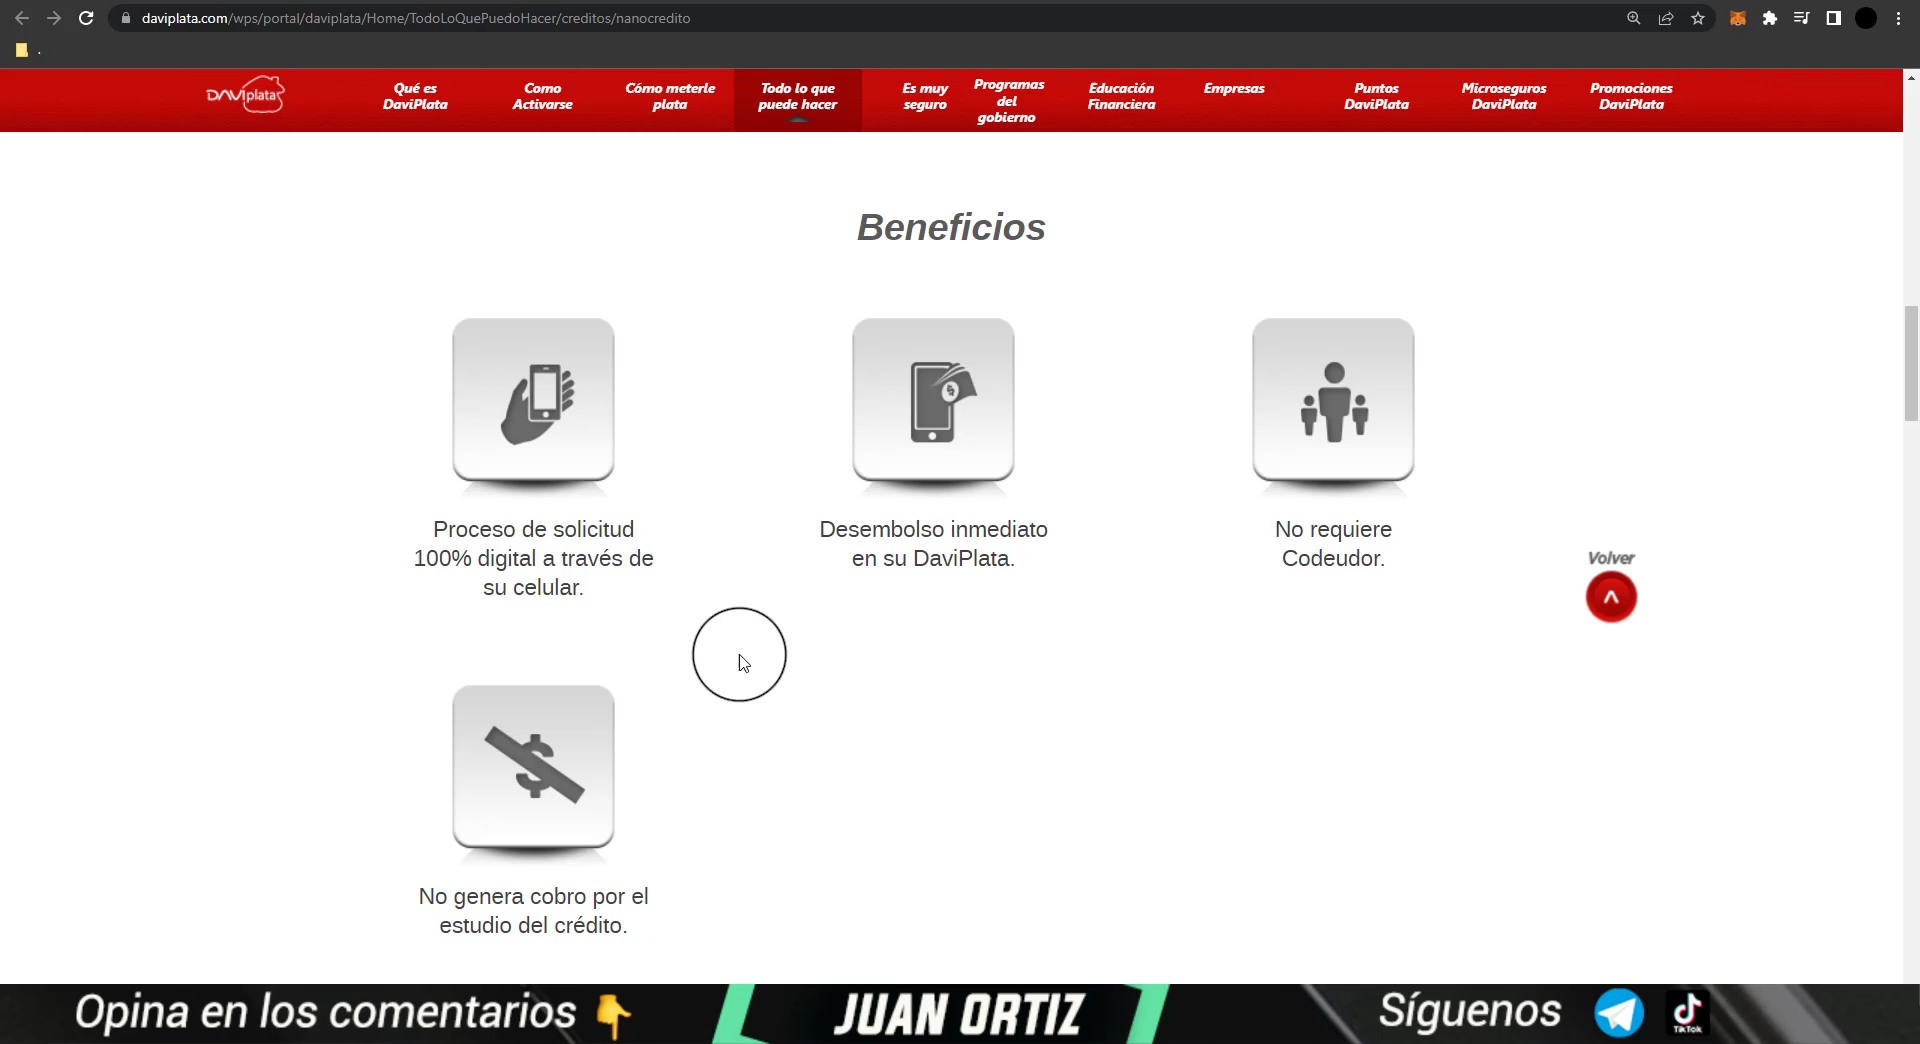 daviplata.com/wps/portal/daviplata/Home/TodoLoQuePuedoHacer/creditos/nanocredito
.
DAViplata
Qué es
DaviPlata
Como
Activarse
Cómo meterle
plata
Todo lo que
puede hacer
Es muy
seguro
Programas
del
gobierno
Educación
Financiera
Empresas
Puntos
DaviPlata
Microseguros
DaviPlata
Promociones
DaviPlata
Beneficios
Proceso de solicitud
100% digital a través de
su celular.
Desembolso inmediato
en su DaviPlata.
No requiere
Codeudor.
Volver
No genera cobro por el
estudio del crédito.
Opina en los comentarios
JUAN ORTIZ
Síguenos
TikTok